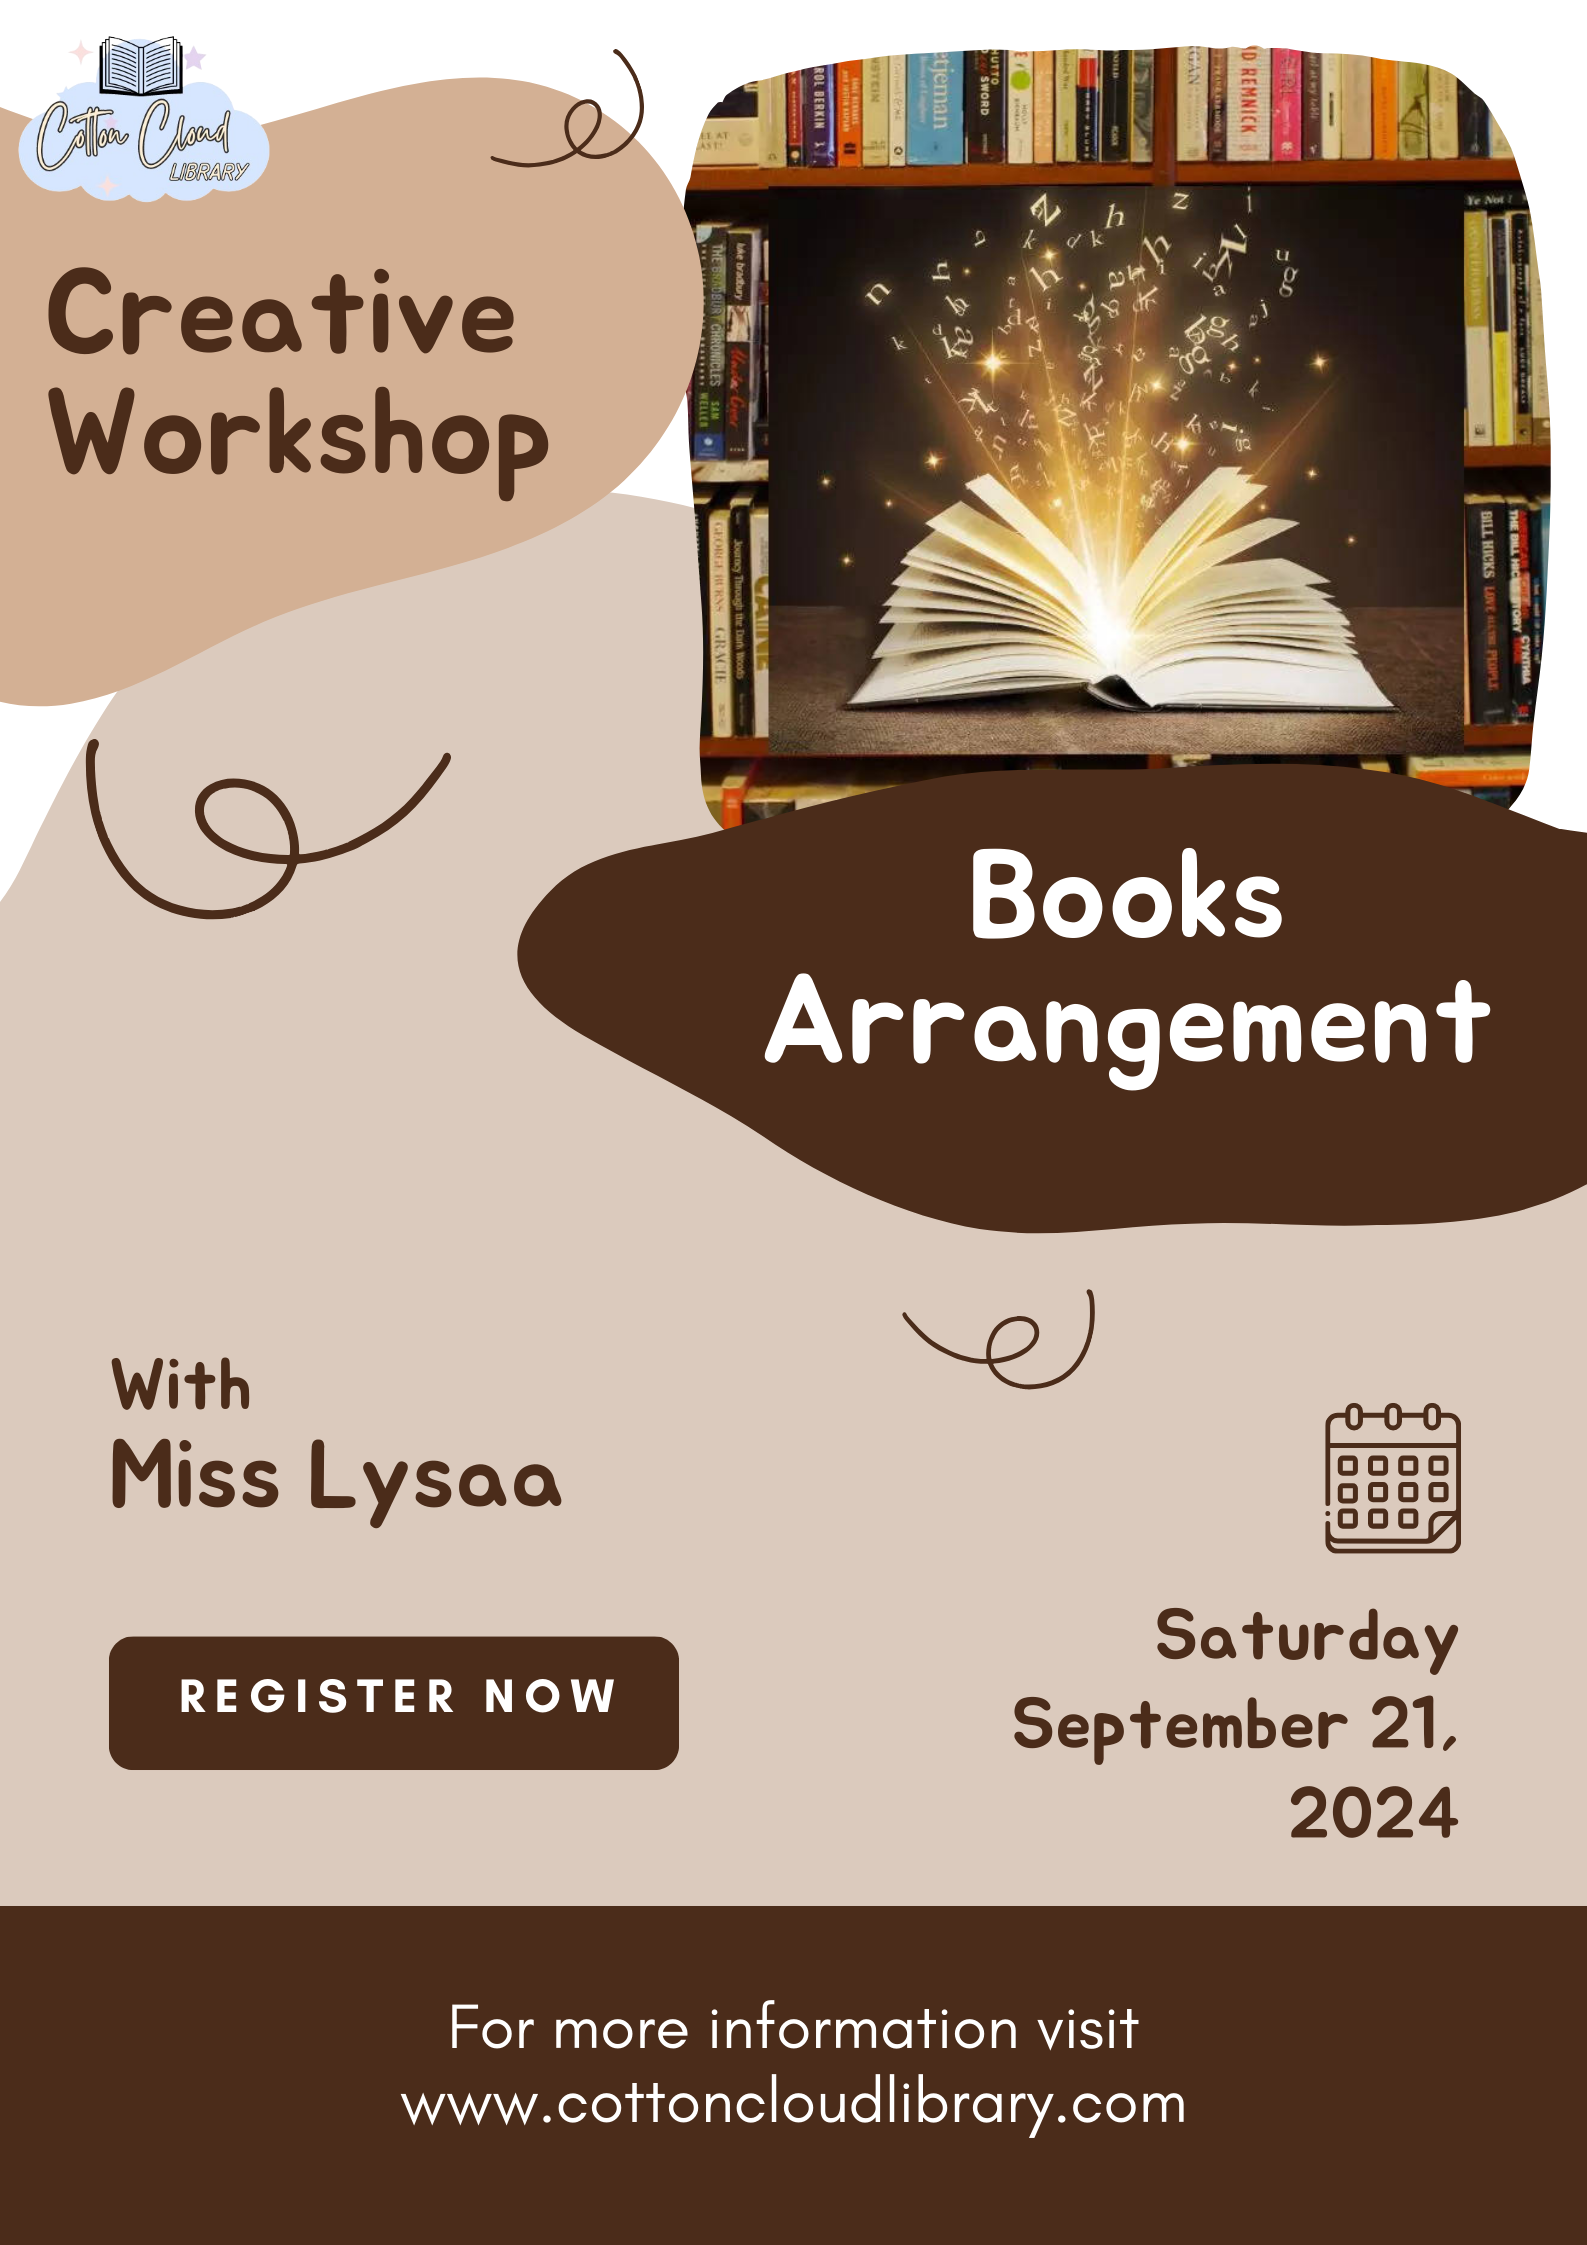 Cotton Cloud
LIBRARY
Creative
Workshop
Books
Arrangement
With
Miss Lysaa
REGISTER NOW
Saturday
September 21,
2024
For more information visit
www.cottoncloudlibrary.com